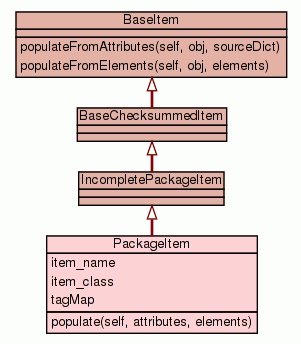 BaseItem
populateFromAttributes(self, obj, sourceDict)
populateFromElements(self, obj, elements)
BaseChecksummedItem
IncompletePackageItem
PackageItem
item_name
item_class
tagMap
populate(self, attributes, elements)